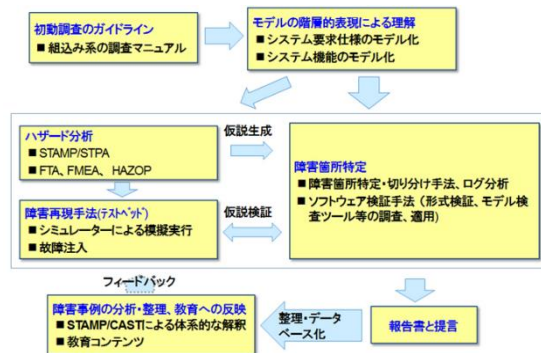 初動調査のガイドライン
■ 組込み系の調査マニュアル
モデルの階層的表現による理解
■ システム要求仕様のモデル化
■ システム機能のモデル化
ハザード分析
■ STAMP/STPA
■ FTA、FMEA、 HAZOP
仮説生成
障害箇所特定
■ 障害箇所特定・切り分け手法、ログ分析
■ ソフトウェア検証手法（形式検証、モデル検
査ツール等の調査、適用）
障害再現手法(テストベッド)
■ シミュレーターによる模擬実行
■ 故障注入
仮説検証
フィードバック
障害事例の分析・整理、教育への反映
■ STAMP/CASTによる体系的な解釈
■ 教育コンテンツ
整理・データ
ベース化
報告書と提言